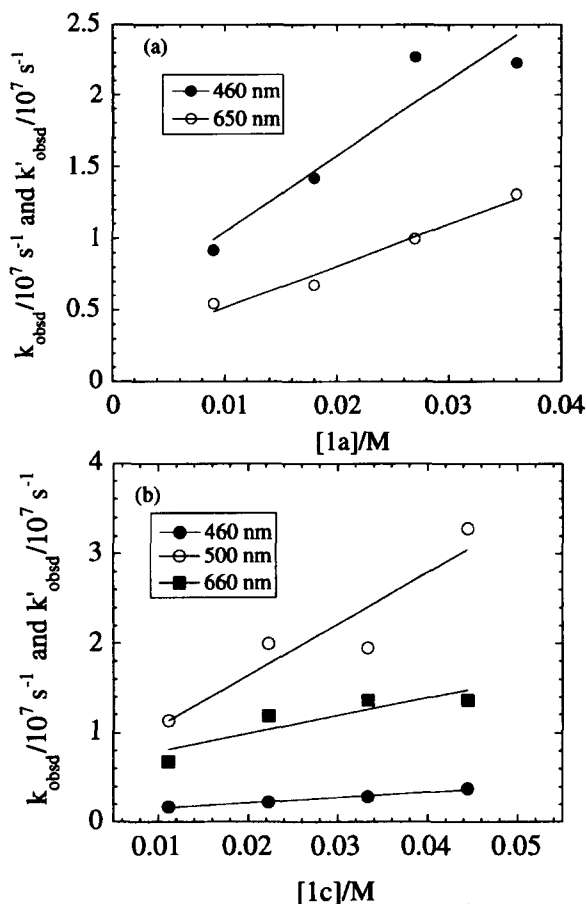 (a)
460 nm
650 nm
k_obsd/10^7 s^-1 and k'_obsd/10^7 s^-1
2.5
2
1.5
1
0.5
0
0 0.01 0.02 0.03 0.04
[1a]/M
(b)
460 nm
500 nm
660 nm
k_obsd/10^7 s^-1 and k'_obsd/10^7 s^-1
4
3
2
1
0
0.01 0.02 0.03 0.04 0.05
[1c]/M